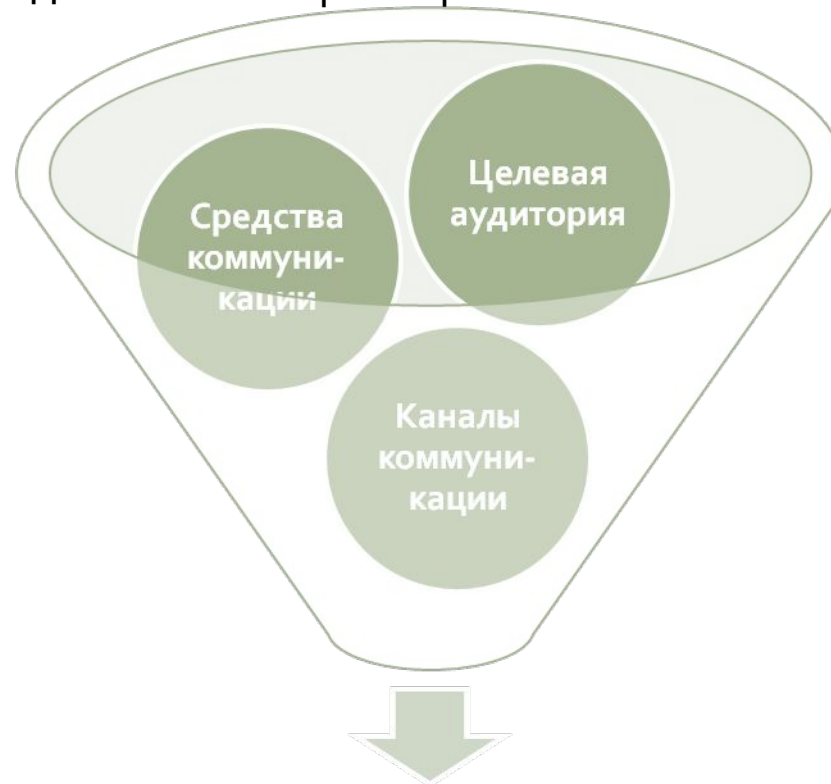 Средства
коммуни-
кации
Целевая
аудитория
Каналы
коммуни-
кации